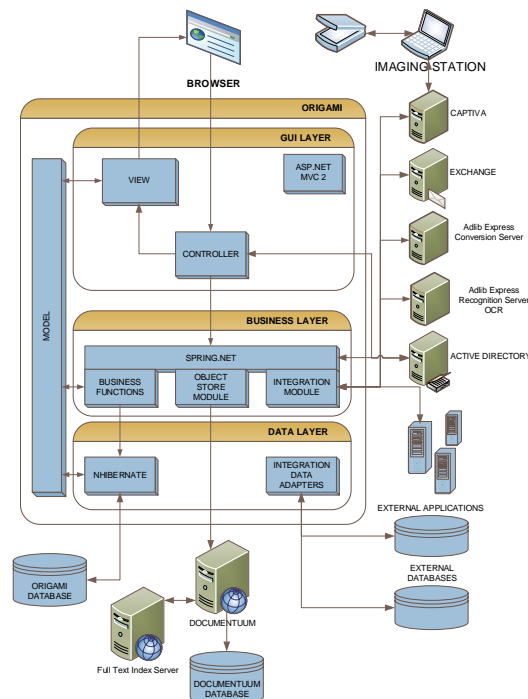 BROWSER
IMAGING STATION
ORIGAMI
CAPTIVA
GUI LAYER
VIEW
ASP.NET
MVC 2
EXCHANGE
CONTROLLER
Adlib Express
Conversion Server
Adlib Express
Recognition Server
OCR
MODEL
BUSINESS LAYER
SPRING.NET
ACTIVE DIRECTORY
BUSINESS
FUNCTIONS
OBJECT
STORE
MODULE
INTEGRATION
MODULE
DATA LAYER
NHIBERNATE
INTEGRATION
DATA
ADAPTERS
EXTERNAL APPLICATIONS
EXTERNAL
DATABASES
ORIGAMI
DATABASE
DOCUMENTUUM
Full Text Index Server
DOCUMENTUUM
DATABASE